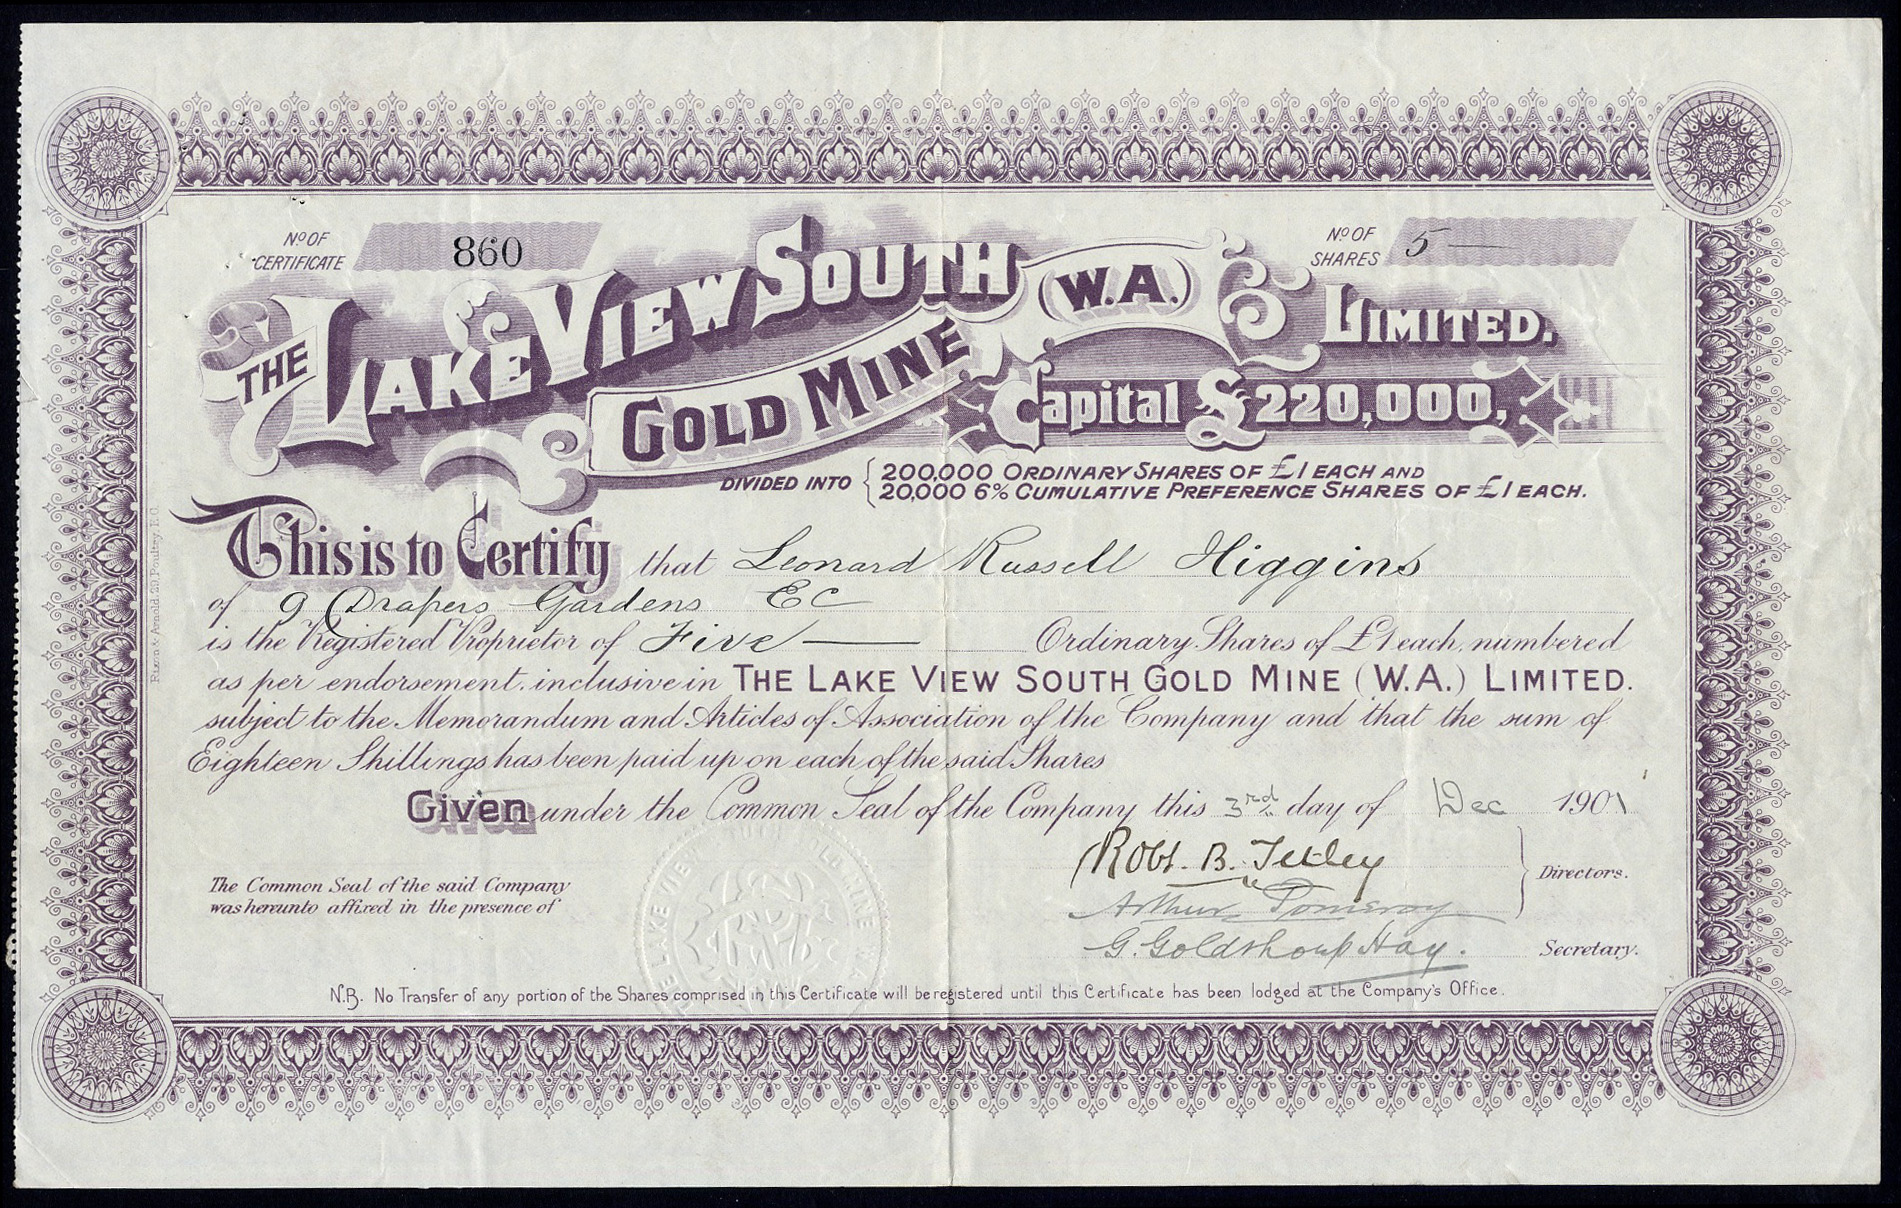 No OF CERTIFICATE 860
No OF SHARES 5
THE LAKE VIEW SOUTH
GOLD MINE (W.A.) LIMITED.
Capital £220,000,
DIVIDED INTO { 200,000 ORDINARY SHARES OF £1 EACH AND
20,000 6% CUMULATIVE PREFERENCE SHARES OF £1 EACH.
This is to Certify that Leonard Russell Higgins
of 9 Drapers Gardens EC
is the Registered Proprietor of Five Ordinary Shares of £1 each, numbered
as per endorsement. inclusive in THE LAKE VIEW SOUTH GOLD MINE (W.A.) LIMITED.
subject to the Memorandum and Articles of Association of the Company and that the sum of
Eighteen Shillings has been paid up on each of the said Shares
Given under the Common Seal of the Company this 3rd day of Dec 1901
Robt. B. Tetley
Arthur Pomeroy
Directors.
The Common Seal of the said Company
was hereunto affixed in the presence of
G. Hay.
Secretary.
N.B. No Transfer of any portion of the Shares comprised in this Certificate will be registered until this Certificate has been lodged at the Company's Office.
& Arnold, 29, Poultry, E.C.